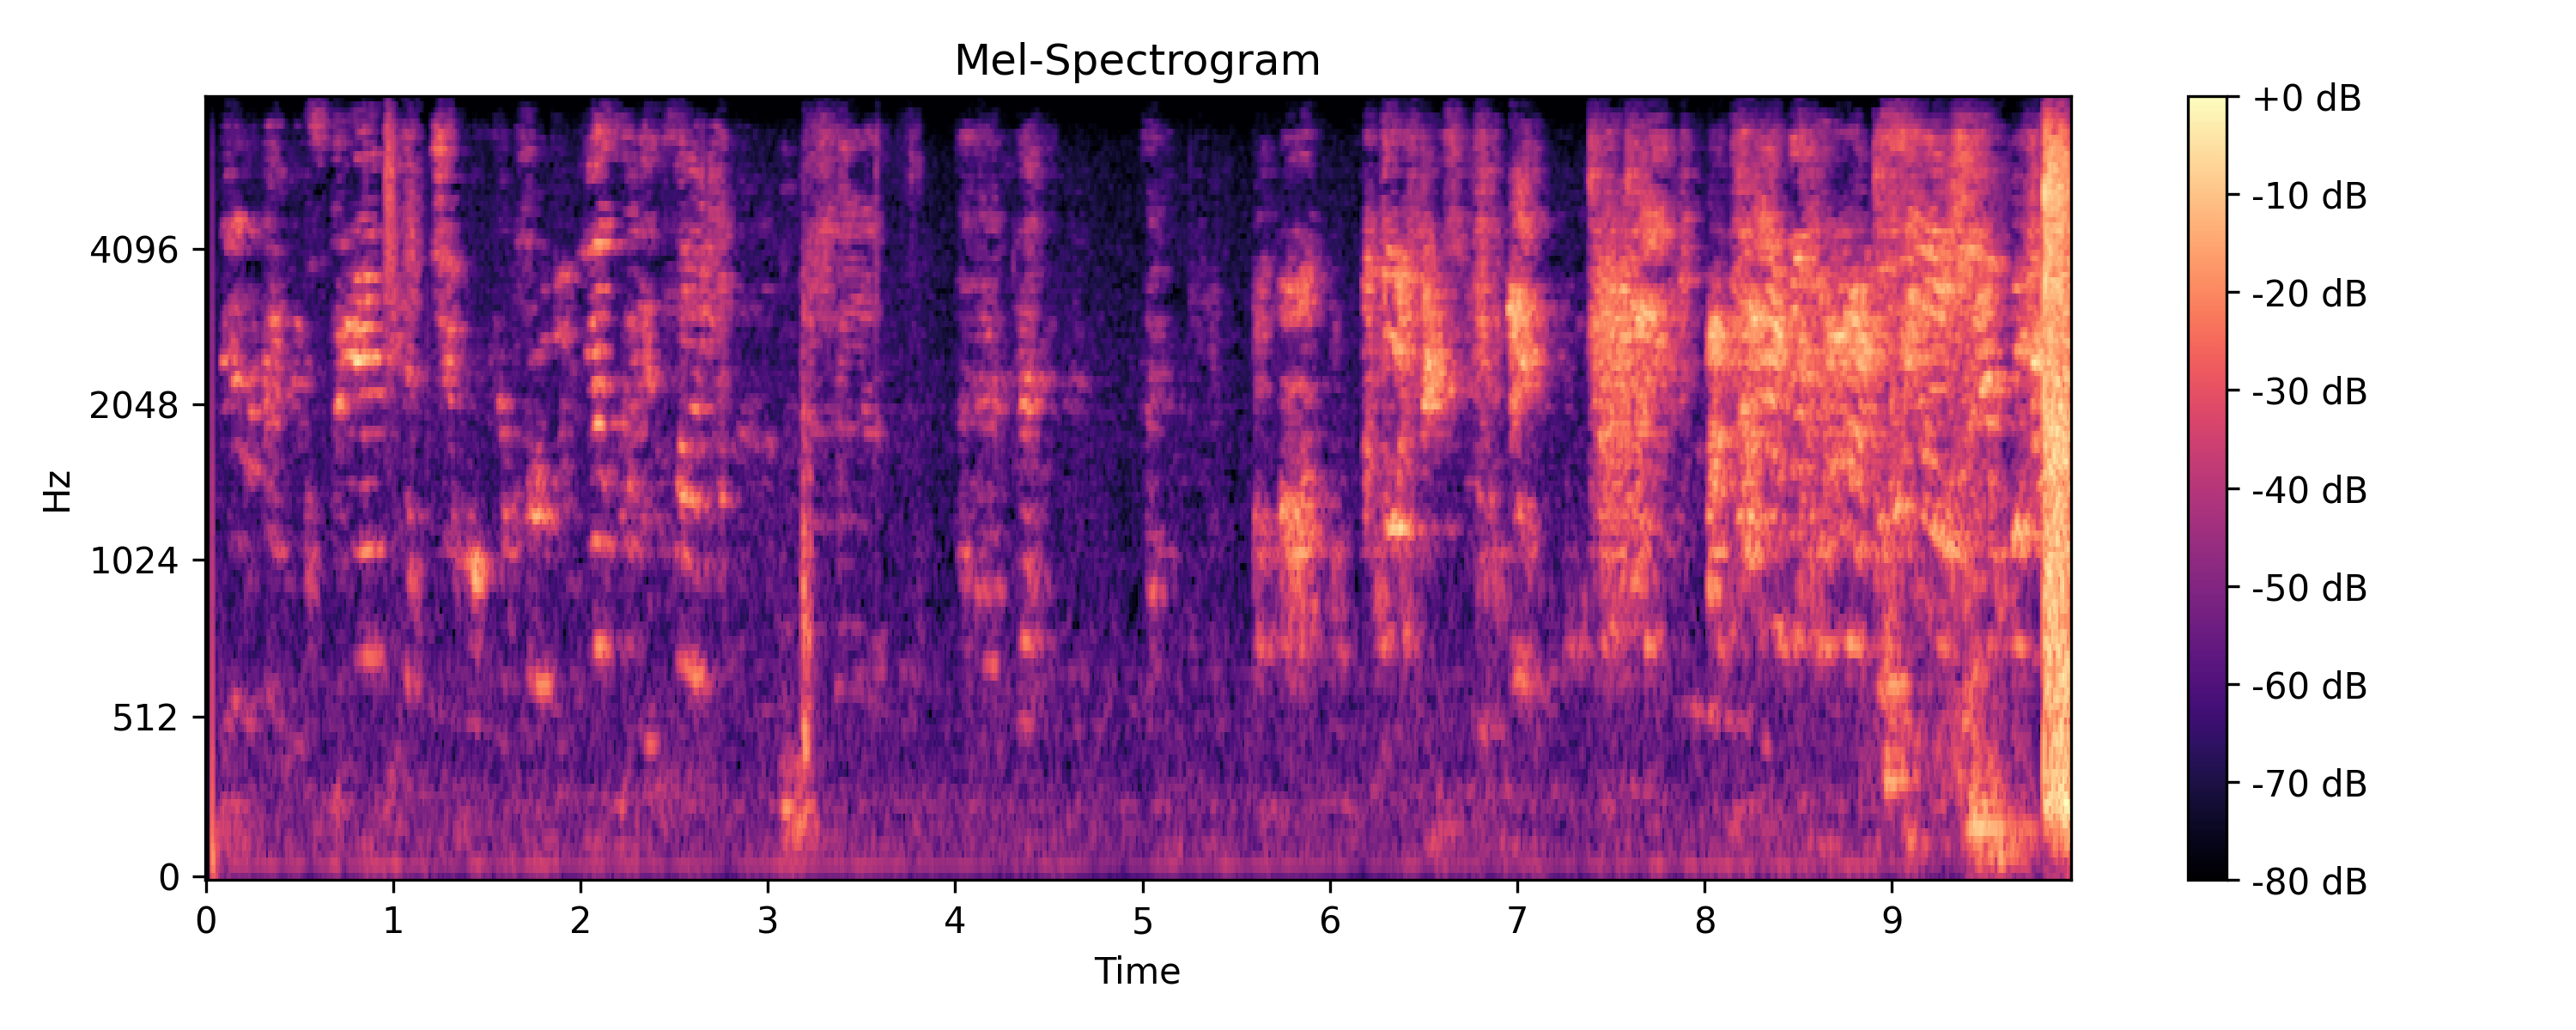 Mel-Spectrogram
+0 dB
-10 dB
-20 dB
-30 dB
-40 dB
-50 dB
-60 dB
-70 dB
-80 dB
4096
2048
1024
512
0
Hz
0 1 2 3 4 5 6 7 8 9
Time